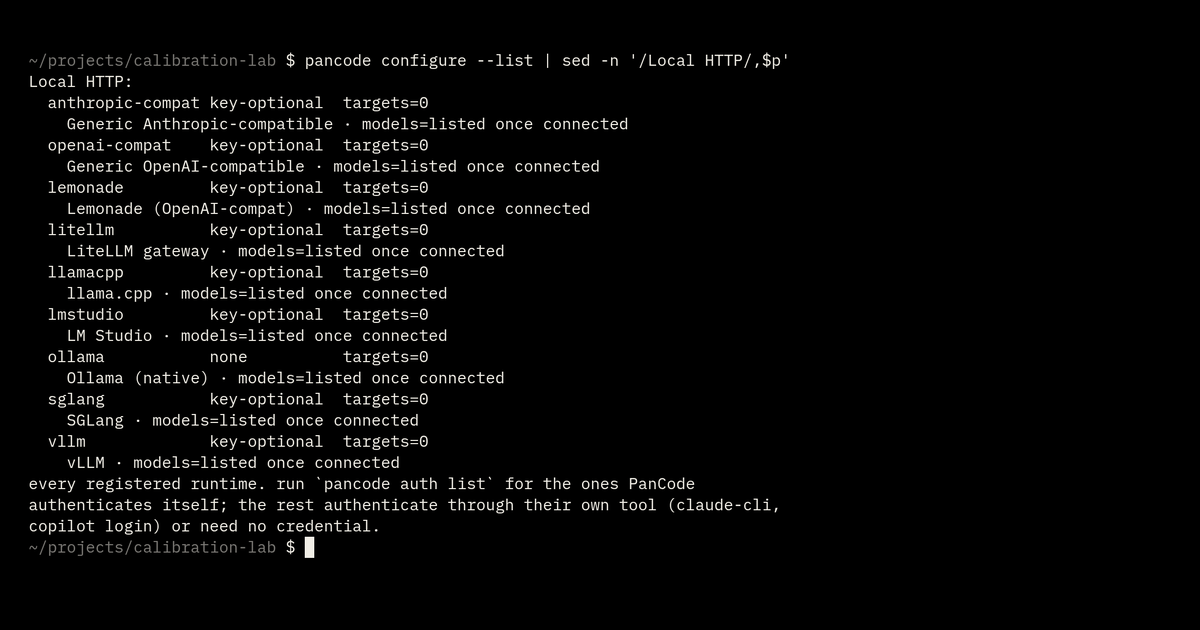 ~/projects/calibration-lab $ pancode configure --list | sed -n '/Local HTTP/,$p'
Local HTTP:
  anthropic-compat key-optional  targets=0
    Generic Anthropic-compatible · models=listed once connected
  openai-compat    key-optional  targets=0
    Generic OpenAI-compatible · models=listed once connected
  lemonade         key-optional  targets=0
    Lemonade (OpenAI-compat) · models=listed once connected
  litellm          key-optional  targets=0
    LiteLLM gateway · models=listed once connected
  llamacpp         key-optional  targets=0
    llama.cpp · models=listed once connected
  lmstudio         key-optional  targets=0
    LM Studio · models=listed once connected
  ollama           none          targets=0
    Ollama (native) · models=listed once connected
  sglang           key-optional  targets=0
    SGLang · models=listed once connected
  vllm             key-optional  targets=0
    vLLM · models=listed once connected
every registered runtime. run `pancode auth list` for the ones PanCode
authenticates itself; the rest authenticate through their own tool (claude-cli,
copilot login) or need no credential.
~/projects/calibration-lab $